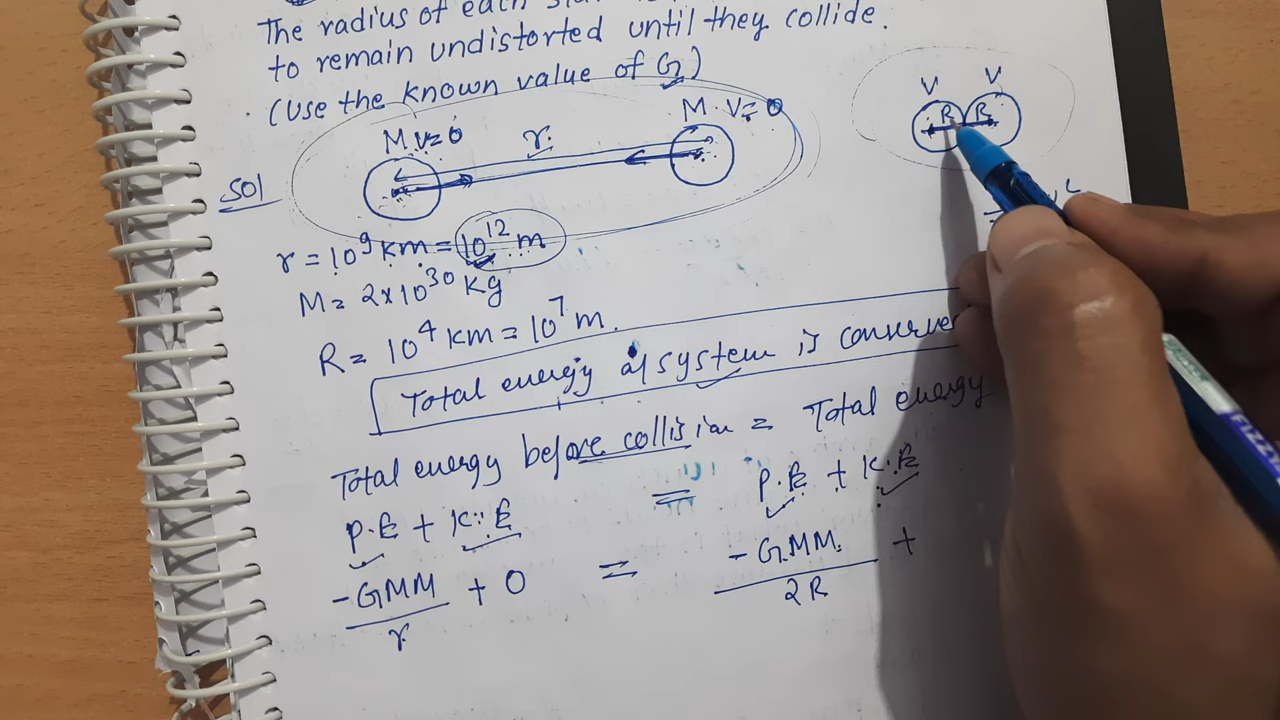 The radius of each
to remain undistorted until they collide.
(Use the known value of G)
M V=0
r.
M. V=0
V
V
R
R
Sol
r = 10⁹ km = 10¹² m
M = 2×10³⁰ kg
R = 10⁴ km = 10⁷ m.
Total energy of system is
Total energy before collision = Total energy
P.E + K.E = P.E + K.E
-GMM/r + 0 = -GMM/2R +